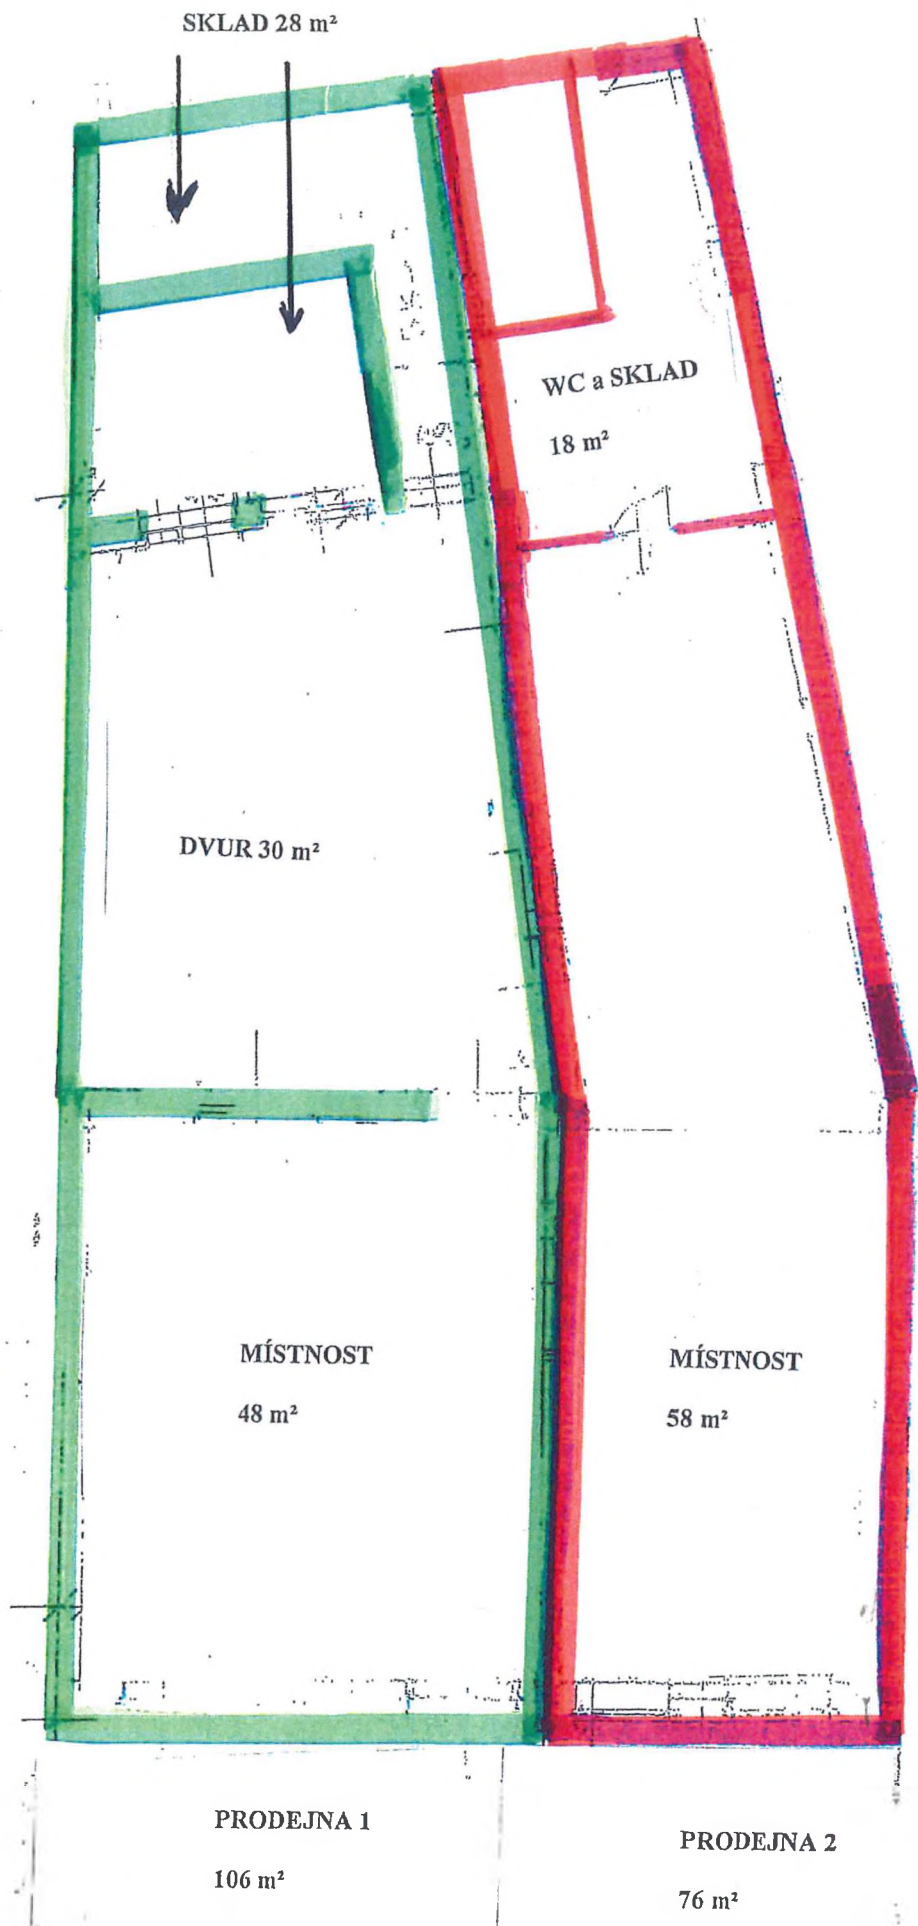 SKLAD 28 m²
WC a SKLAD
18 m²
DVUR 30 m²
MÍSTNOST
48 m²
MÍSTNOST
58 m²
PRODEJNA 1
106 m²
PRODEJNA 2
76 m²